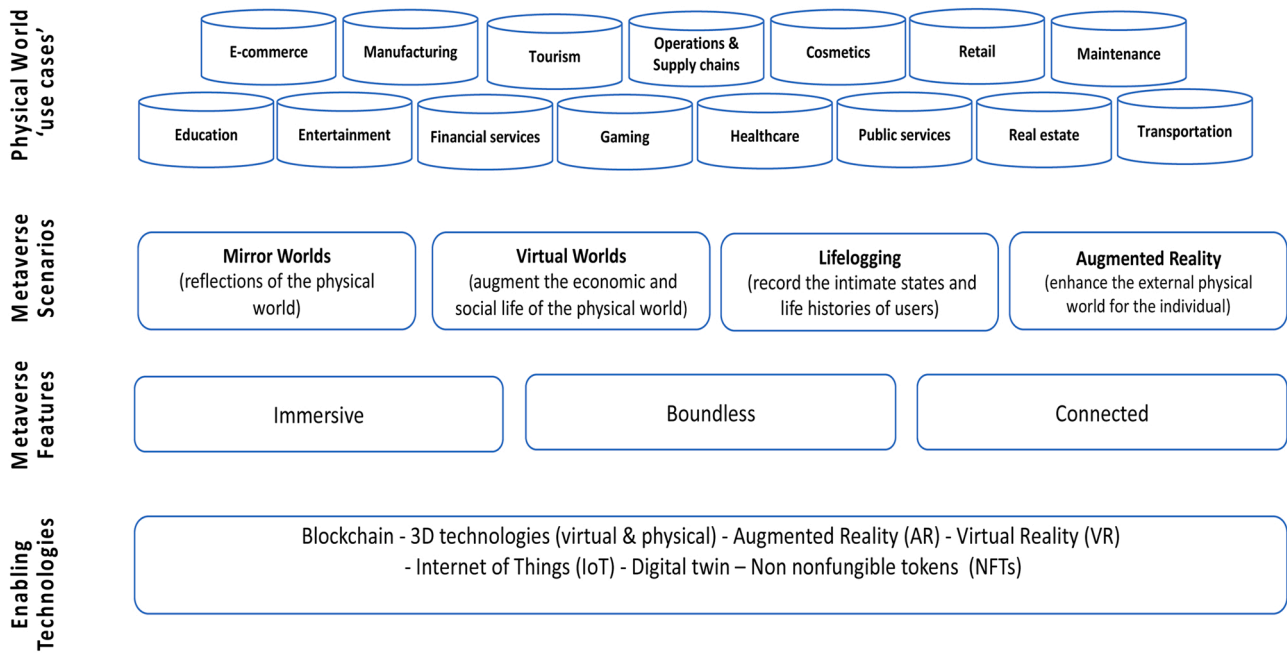 Physical World
'use cases'
E-commerce
Manufacturing
Tourism
Operations &
Supply chains
Cosmetics
Retail
Maintenance
Education
Entertainment
Financial services
Gaming
Healthcare
Public services
Real estate
Transportation
Metaverse
Scenarios
Mirror Worlds
(reflections of the physical
world)
Virtual Worlds
(augment the economic and
social life of the physical world)
Lifelogging
(record the intimate states and
life histories of users)
Augmented Reality
(enhance the external physical
world for the individual)
Metaverse
Features
Immersive
Boundless
Connected
Enabling
Technologies
Blockchain - 3D technologies (virtual & physical) - Augmented Reality (AR) - Virtual Reality (VR)
- Internet of Things (IoT) - Digital twin – Non nonfungible tokens (NFTs)